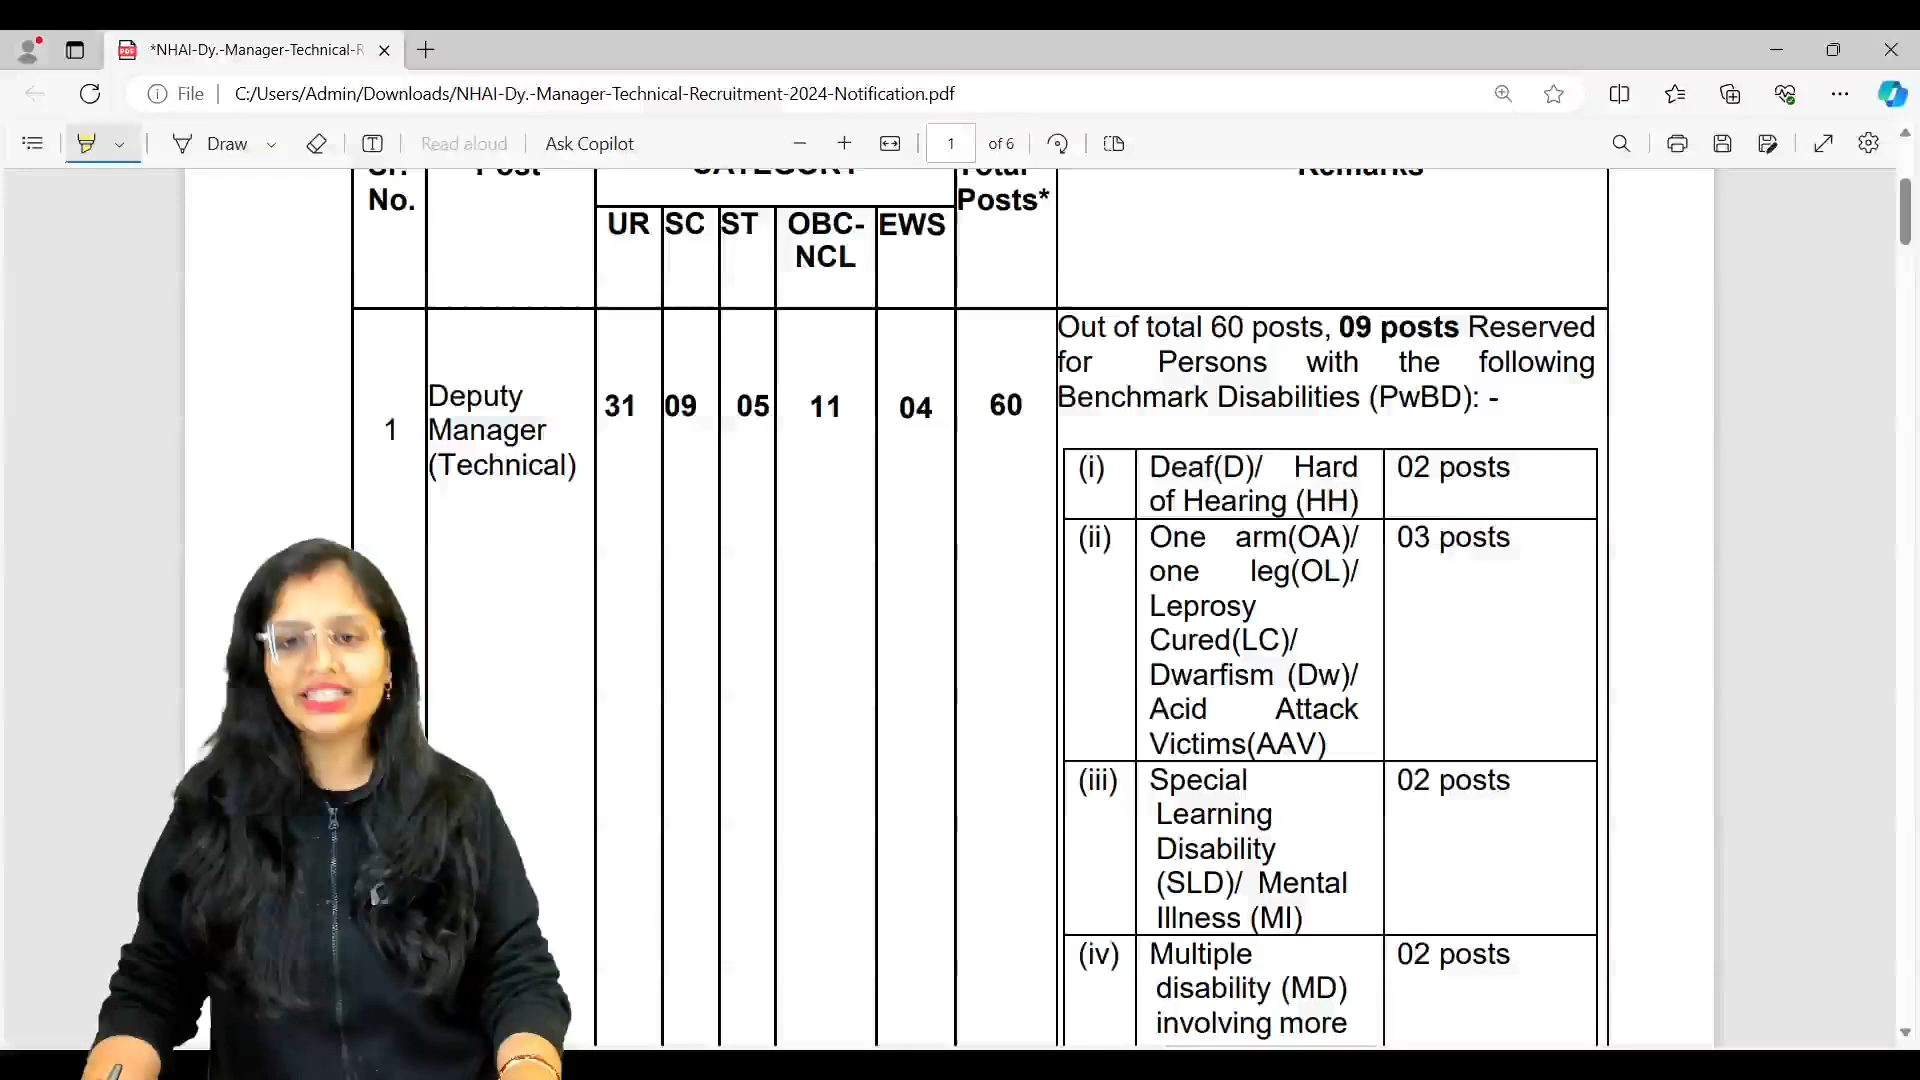 *NHAI-Dy.-Manager-Technical-R
File
C:/Users/Admin/Downloads/NHAI-Dy.-Manager-Technical-Recruitment-2024-Notification.pdf
Draw
Read aloud
Ask Copilot
1
of 6
Sr.
No.
Post
CATEGORY
Total
Posts*
Remarks
UR
SC
ST
OBC-
NCL
EWS
1
Deputy
Manager
(Technical)
31
09
05
11
04
60
Out of total 60 posts, 09 posts Reserved
for Persons with the following
Benchmark Disabilities (PwBD): -
(i)
Deaf(D)/ Hard
of Hearing (HH)
02 posts
(ii)
One arm(OA)/
one leg(OL)/
Leprosy
Cured(LC)/
Dwarfism (Dw)/
Acid Attack
Victims(AAV)
03 posts
(iii)
Special
Learning
Disability
(SLD)/ Mental
Illness (MI)
02 posts
(iv)
Multiple
disability (MD)
involving more
02 posts